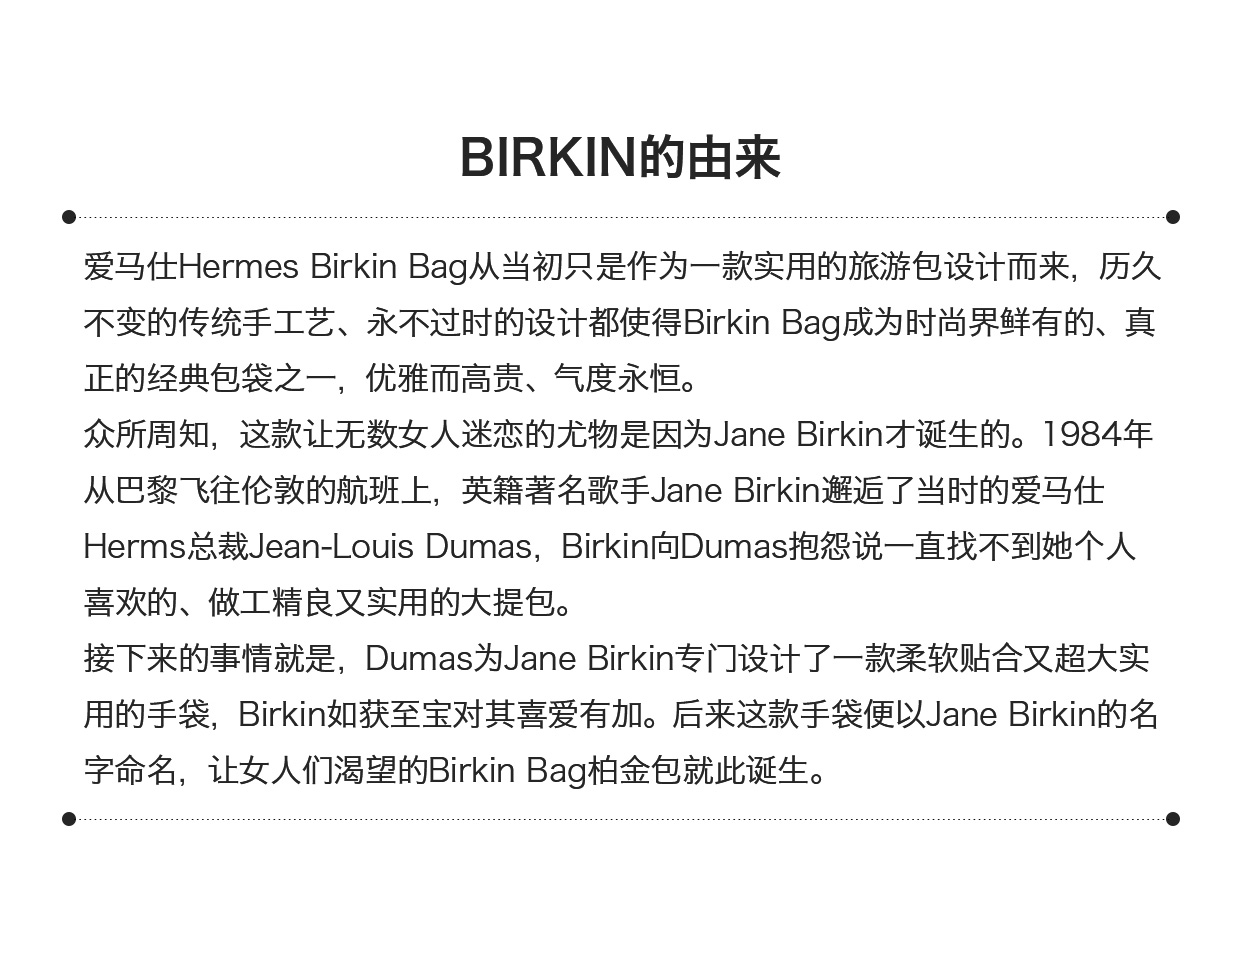 BIRKIN的由来
爱马仕Hermes Birkin Bag从当初只是作为一款实用的旅游包设计而来，历久
不变的传统手工艺、永不过时的设计都使得Birkin Bag成为时尚界鲜有的、真
正的经典包袋之一，优雅而高贵、气度永恒。
众所周知，这款让无数女人迷恋的尤物是因为Jane Birkin才诞生的。1984年
从巴黎飞往伦敦的航班上，英籍著名歌手Jane Birkin邂逅了当时的爱马仕
Herms总裁Jean-Louis Dumas，Birkin向Dumas抱怨说一直找不到她个人
喜欢的、做工精良又实用的大提包。
接下来的事情就是，Dumas为Jane Birkin专门设计了一款柔软贴合又超大实
用的手袋，Birkin如获至宝对其喜爱有加。后来这款手袋便以Jane Birkin的名
字命名，让女人们渴望的Birkin Bag柏金包就此诞生。